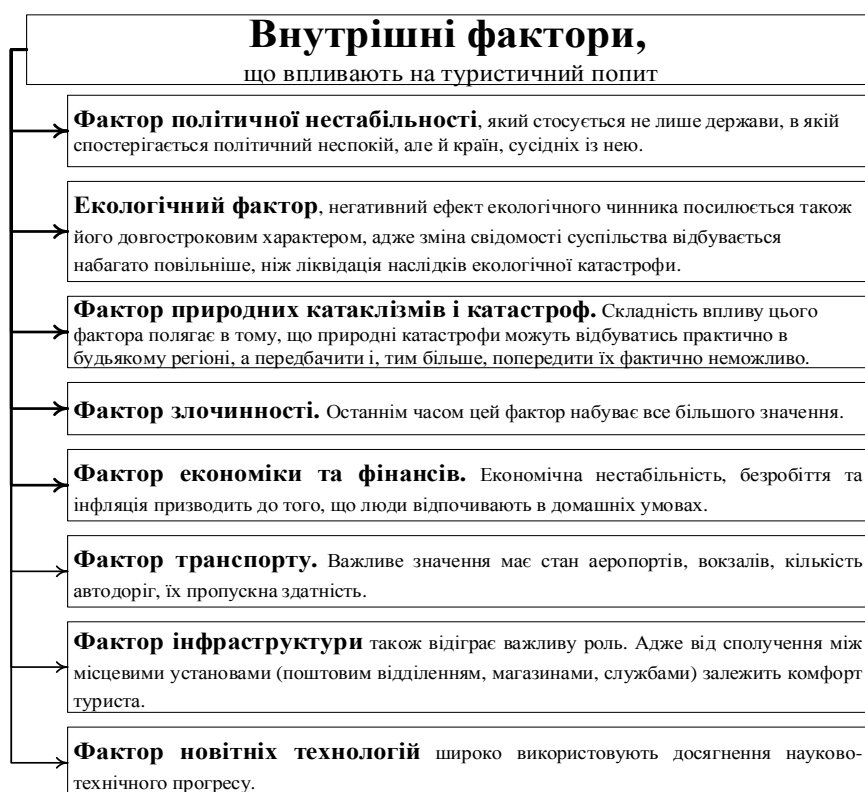 Внутрішні фактори,
що впливають на туристичний попит
Фактор політичної нестабільності, який стосується не лише держави, в якій
спостерігається політичний неспокій, але й країн, сусідніх із нею.
Екологічний фактор, негативний ефект екологічного чинника посилюється також
його довгостроковим характером, адже зміна свідомості суспільства відбувається
набагато повільніше, ніж ліквідація наслідків екологічної катастрофи.
Фактор природних катаклізмів і катастроф. Складність впливу цього
фактора полягає в тому, що природні катастрофи можуть відбуватись практично в
будьякому регіоні, а передбачити і, тим більше, попередити їх фактично неможливо.
Фактор злочинності. Останнім часом цей фактор набуває все більшого значення.
Фактор економіки та фінансів. Економічна нестабільність, безробіття та
інфляція призводить до того, що люди відпочивають в домашніх умовах.
Фактор транспорту. Важливе значення має стан аеропортів, вокзалів, кількість
автодоріг, їх пропускна здатність.
Фактор інфраструктури також відіграє важливу роль. Адже від сполучення між
місцевими установами (поштовим відділенням, магазинами, службами) залежить комфорт
туриста.
Фактор новітніх технологій широко використовують досягнення науково-
технічного прогресу.